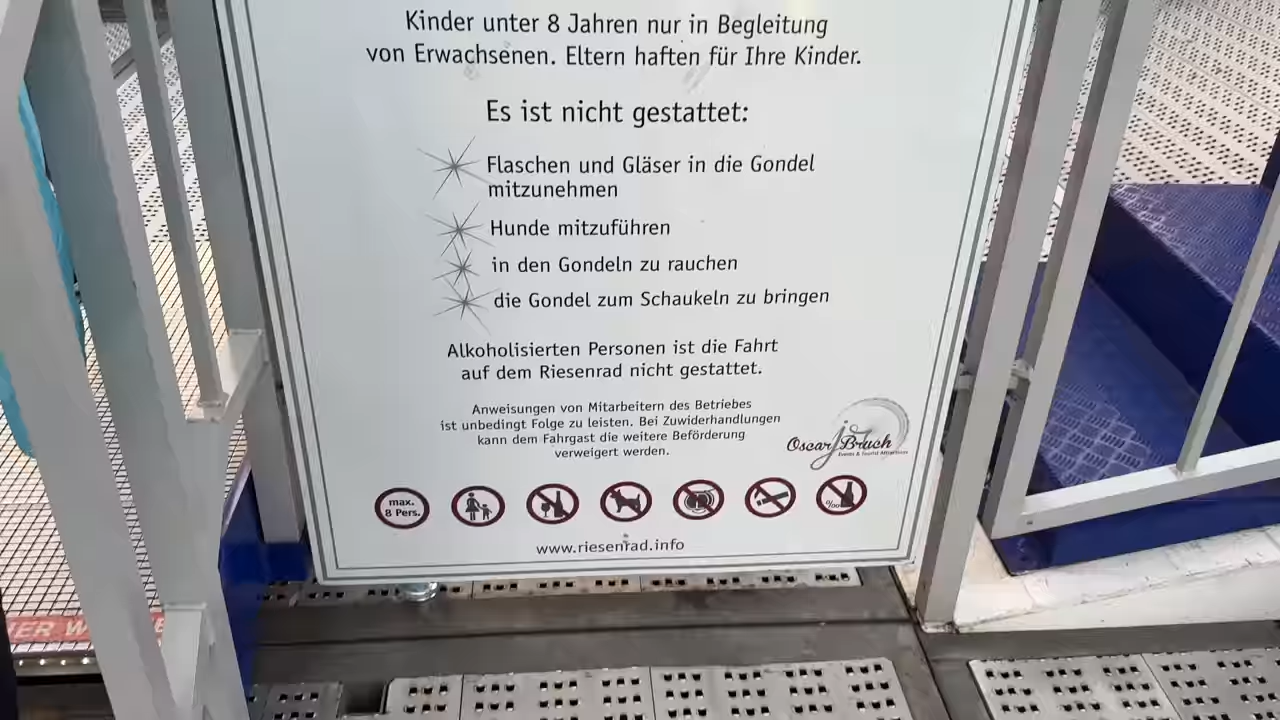 Kinder unter 8 Jahren nur in Begleitung
von Erwachsenen. Eltern haften für Ihre Kinder.
Es ist nicht gestattet:
Flaschen und Gläser in die Gondel
mitzunehmen
Hunde mitzuführen
in den Gondeln zu rauchen
die Gondel zum Schaukeln zu bringen
Alkoholisierten Personen ist die Fahrt
auf dem Riesenrad nicht gestattet.
Anweisungen von Mitarbeitern des Betriebes
ist unbedingt Folge zu leisten. Bei Zuwiderhandlungen
kann dem Fahrgast die weitere Beförderung
verweigert werden.
Oscar jr. Bruch
Events & Tourist Attractions
max.
8 Pers.
‰
www.riesenrad.info